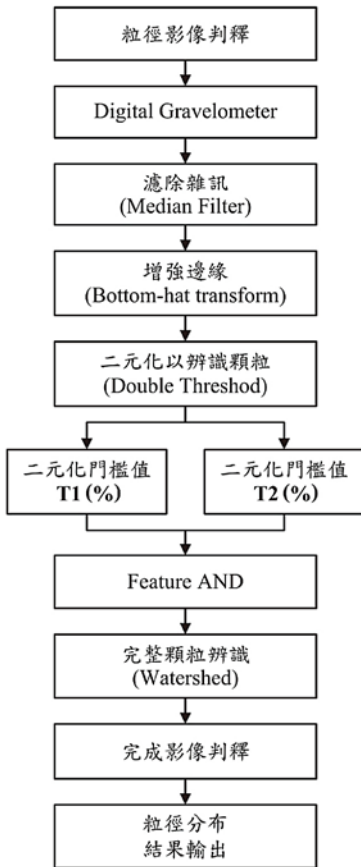 粒徑影像判釋
Digital Gravelometer
濾除雜訊
(Median Filter)
增強邊緣
(Bottom-hat transform)
二元化以辨識顆粒
(Double Threshod)
二元化門檻值
T1 (%)
二元化門檻值
T2 (%)
Feature AND
完整顆粒辨識
(Watershed)
完成影像判釋
粒徑分布
結果輸出